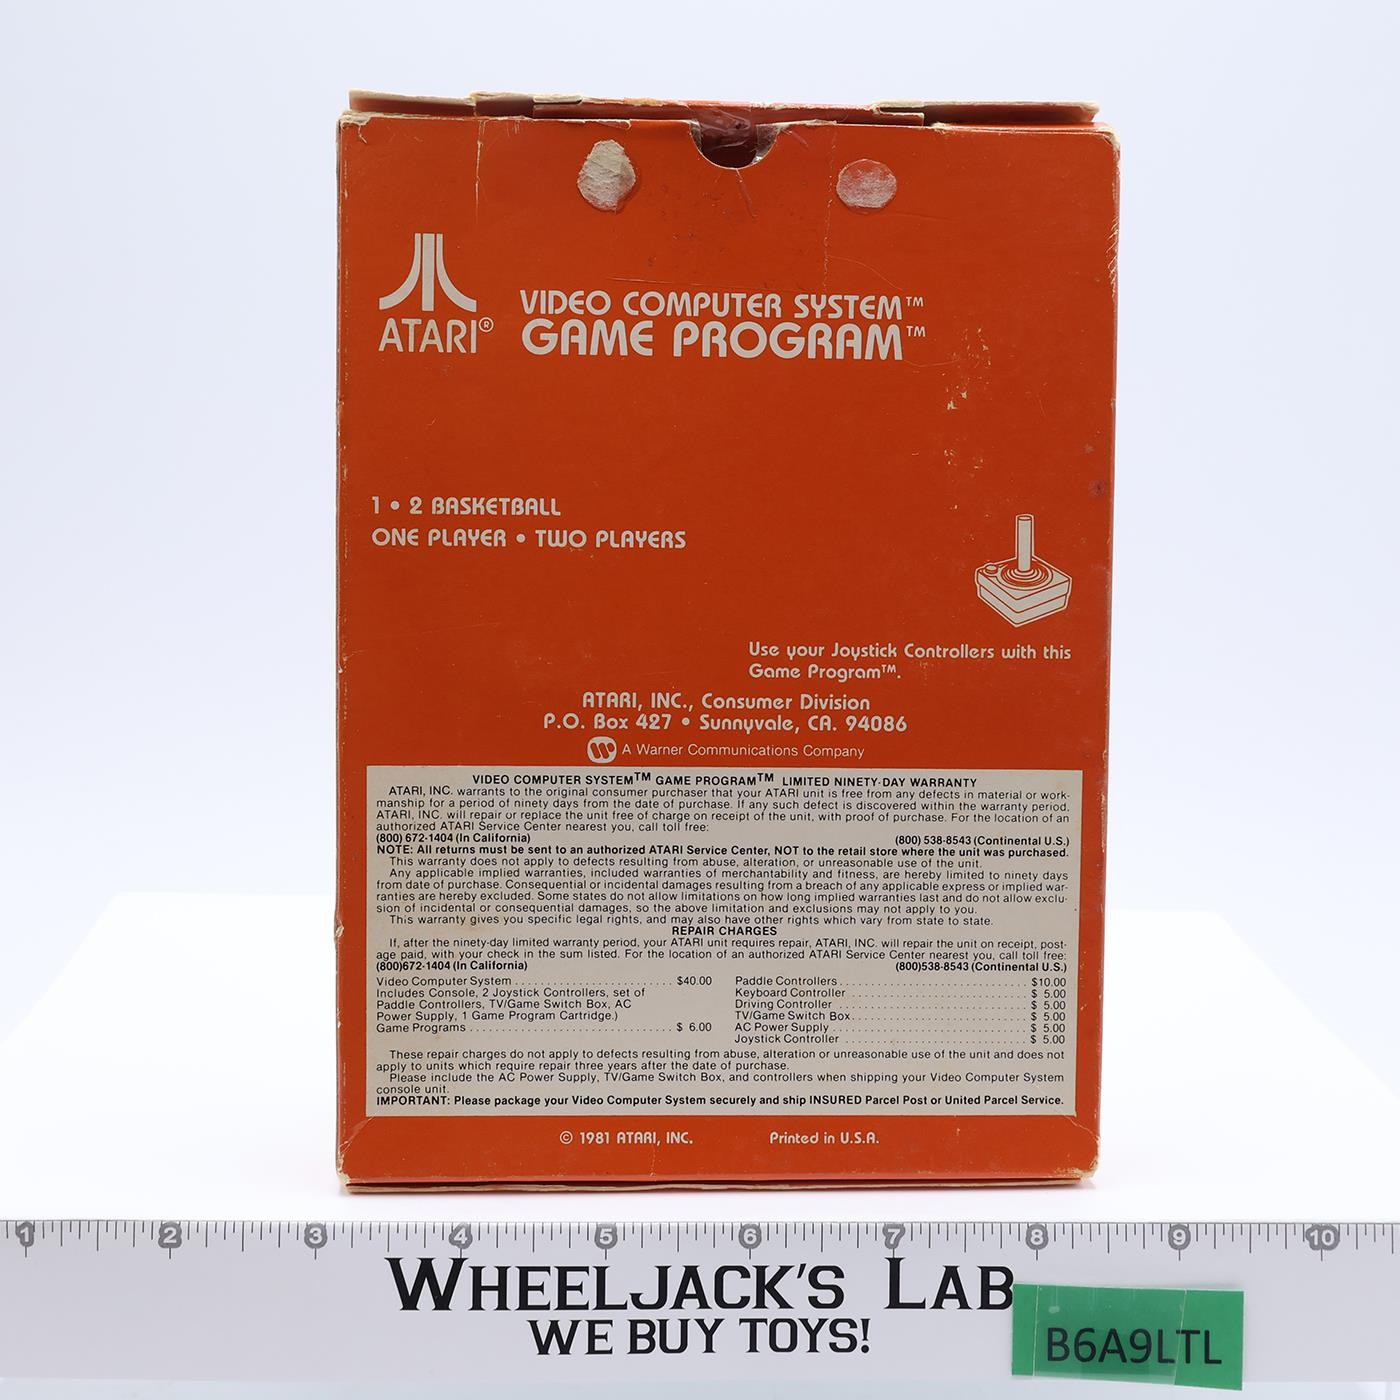 ATARI®
VIDEO COMPUTER SYSTEM™
GAME PROGRAM™
1 • 2 BASKETBALL
ONE PLAYER • TWO PLAYERS
Use your Joystick Controllers with this
Game Program™.
ATARI, INC., Consumer Division
P.O. Box 427 • Sunnyvale, CA. 94086
A Warner Communications Company
VIDEO COMPUTER SYSTEM™ GAME PROGRAM™ LIMITED NINETY-DAY WARRANTY
ATARI, INC. warrants to the original consumer purchaser that your ATARI unit is free from any defects in material or work-
manship for a period of ninety days from the date of purchase. If any such defect is discovered within the warranty period,
ATARI, INC. will repair or replace the unit free of charge on receipt of the unit, with proof of purchase. For the location of an
authorized ATARI Service Center nearest you, call toll free:
(800) 672-1404 (In California) (800) 538-8543 (Continental U.S.)
NOTE: All returns must be sent to an authorized ATARI Service Center, NOT to the retail store where the unit was purchased.
This warranty does not apply to defects resulting from abuse, alteration, or unreasonable use of the unit.
Any applicable implied warranties, included warranties of merchantability and fitness, are hereby limited to ninety days
from date of purchase. Consequential or incidental damages resulting from a breach of any applicable express or implied war-
ranties are hereby excluded. Some states do not allow limitations on how long implied warranties last and do not allow exclu-
sion of incidental or consequential damages, so the above limitation and exclusions may not apply to you.
This warranty gives you specific legal rights, and may also have other rights which vary from state to state.
REPAIR CHARGES
If, after the ninety-day limited warranty period, your ATARI unit requires repair, ATARI, INC. will repair the unit on receipt, post-
age paid, with your check in the sum listed. For the location of an authorized ATARI Service Center nearest you, call toll free:
(800)672-1404 (In California) (800)538-8543 (Continental U.S.)
Video Computer System . . . . . . . . . . . . . . . . . . . . $40.00
Includes Console, 2 Joystick Controllers, set of
Paddle Controllers, TV/Game Switch Box, AC
Power Supply, 1 Game Program Cartridge.)
Game Programs . . . . . . . . . . . . . . . . . . . . . . . . . . $ 6.00
Paddle Controllers . . . . . . . . . . . . . . . . . . . . . . . . $10.00
Keyboard Controller . . . . . . . . . . . . . . . . . . . . . . . $ 5.00
Driving Controller . . . . . . . . . . . . . . . . . . . . . . . . . $ 5.00
TV/Game Switch Box . . . . . . . . . . . . . . . . . . . . . . $ 5.00
AC Power Supply . . . . . . . . . . . . . . . . . . . . . . . . . $ 5.00
Joystick Controller . . . . . . . . . . . . . . . . . . . . . . . . $ 5.00
These repair charges do not apply to defects resulting from abuse, alteration or unreasonable use of the unit and does not
apply to units which require repair three years after the date of purchase.
Please include the AC Power Supply, TV/Game Switch Box, and controllers when shipping your Video Computer System
console unit.
IMPORTANT: Please package your Video Computer System securely and ship INSURED Parcel Post or United Parcel Service.
© 1981 ATARI, INC. Printed in U.S.A.
1 2 3 4 5 6 7 8 9 10
WHEELJACK'S LAB
WE BUY TOYS!
B6A9LTL